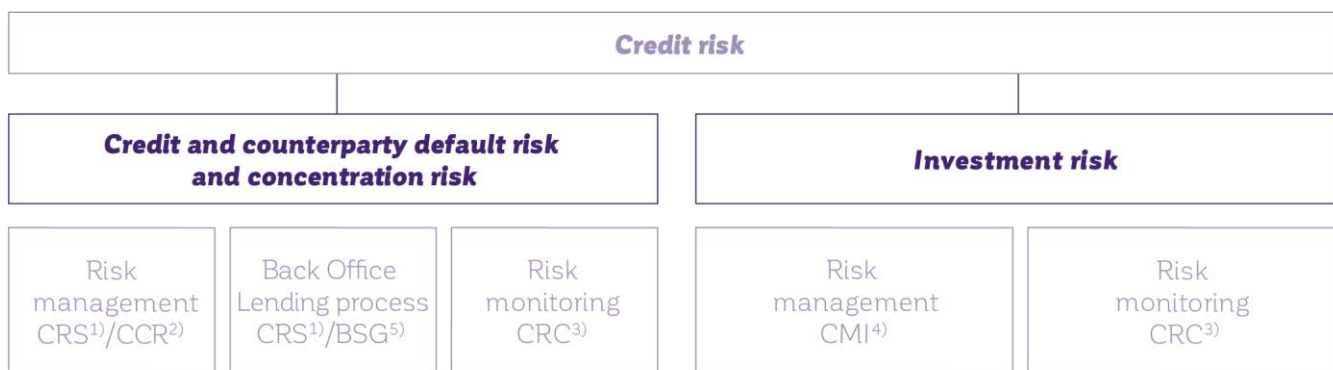 Credit risk
Credit and counterparty default risk
and concentration risk
Investment risk
Risk
management
CRS¹⁾/CCR²⁾
Back Office
Lending process
CRS¹⁾/BSG⁵⁾
Risk
monitoring
CRC³⁾
Risk
management
CMI⁴⁾
Risk
monitoring
CRC³⁾